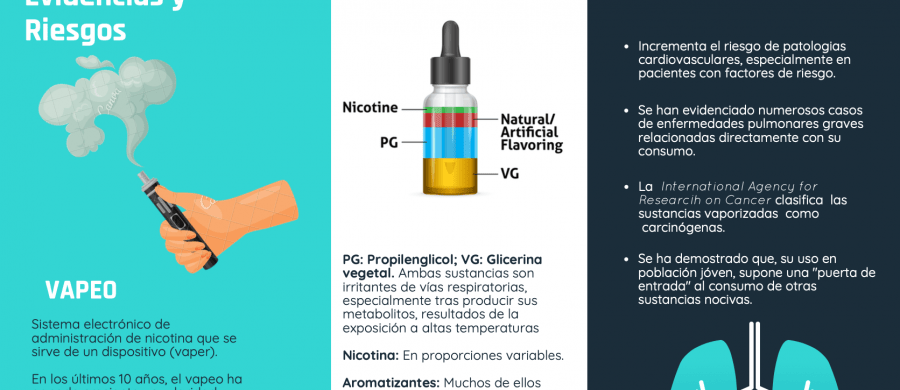 Evidencias y
Riesgos
VAPEO
Sistema electrónico de
administración de nicotina que se
sirve de un dispositivo (vaper).
En los últimos 10 años, el vapeo ha
Nicotine
PG
Natural/
Artificial
Flavoring
VG
PG: Propilenglicol; VG: Glicerina
vegetal. Ambas sustancias son
irritantes de vías respiratorias,
especialmente tras producir sus
metabolitos, resultados de la
exposición a altas temperaturas
Nicotina: En proporciones variables.
Aromatizantes: Muchos de ellos
• Incrementa el riesgo de patologias
cardiovasculares, especialmente en
pacientes con factores de riesgo.
• Se han evidenciado numerosos casos
de enfermedades pulmonares graves
relacionadas directamente con su
consumo.
• La International Agency for
Researcih on Cancer clasifica las
sustancias vaporizadas como
carcinógenas.
• Se ha demostrado que, su uso en
población jóven, supone una "puerta de
entrada" al consumo de otras
sustancias nocivas.